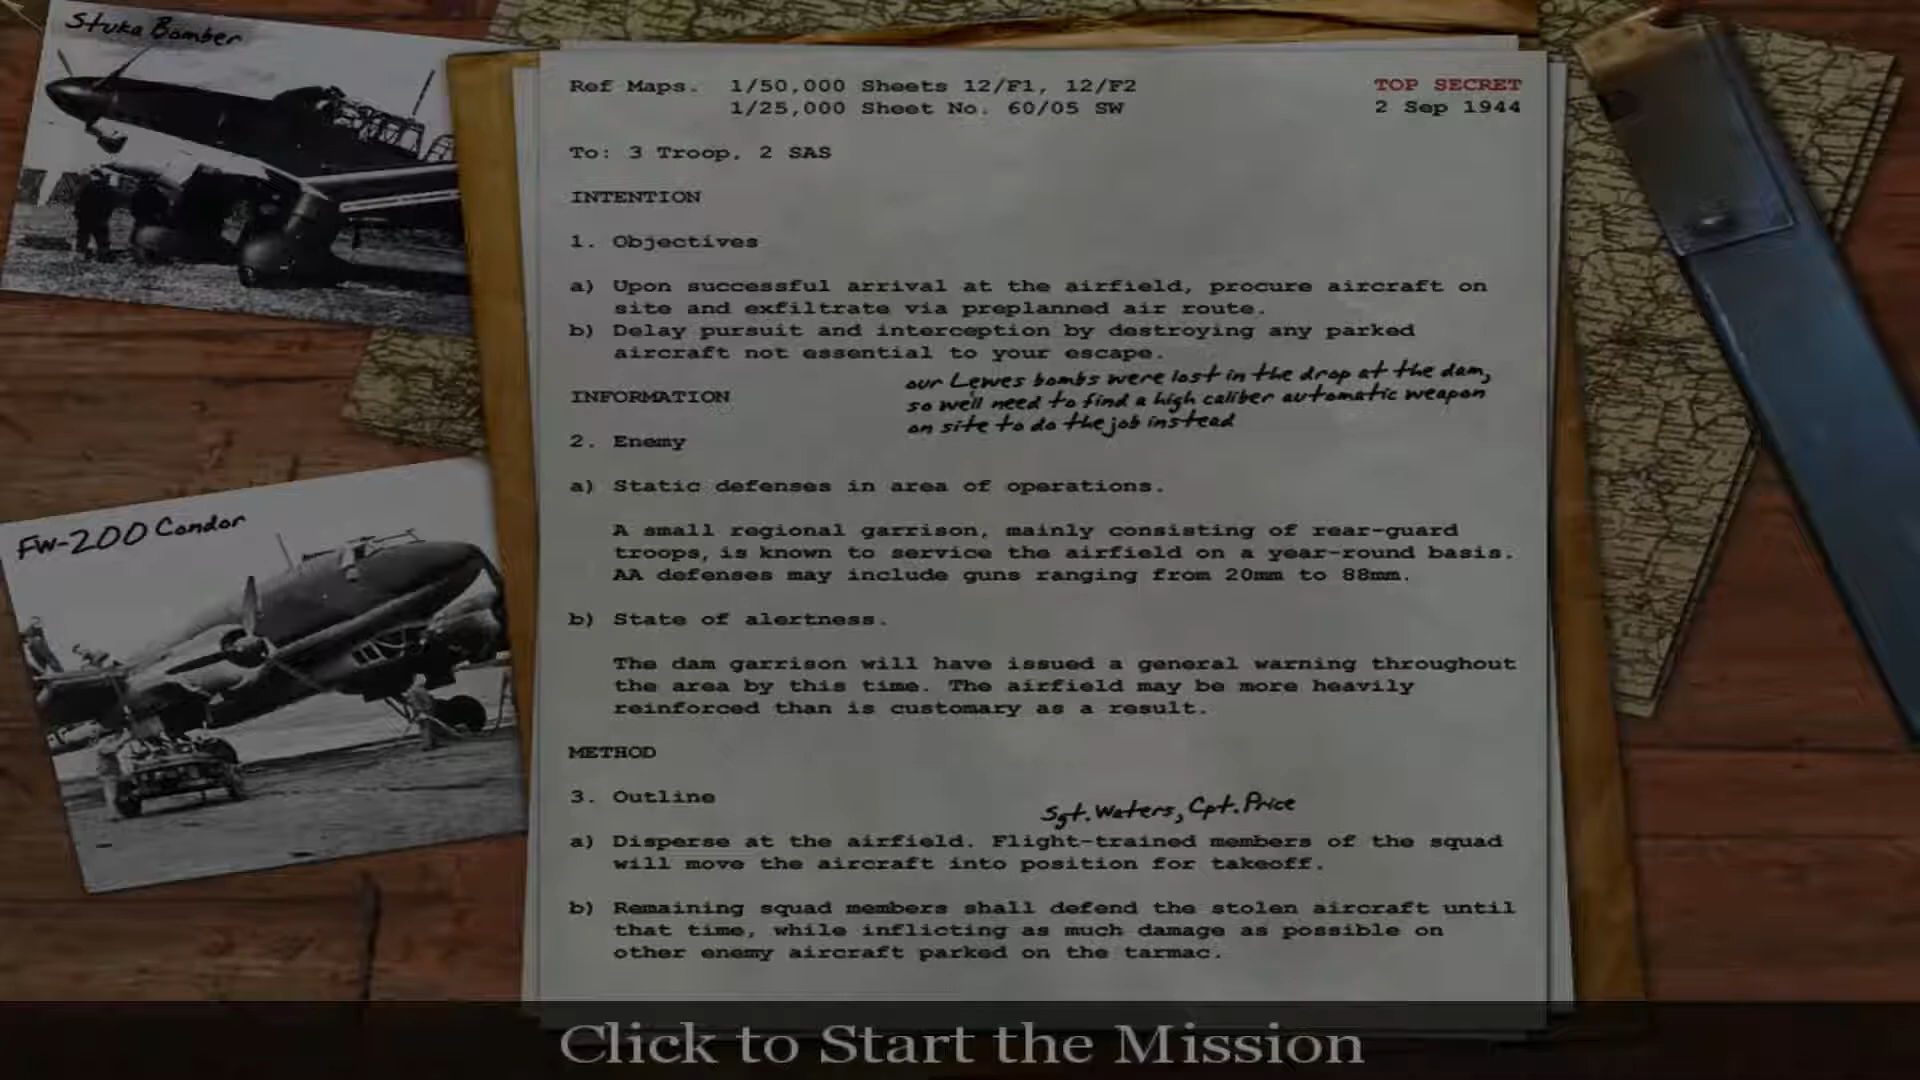 Stuka Bomber
Ref Maps. 1/50,000 Sheets 12/F1, 12/F2
1/25,000 Sheet No. 60/05 SW
TOP SECRET
2 Sep 1944
To: 3 Troop, 2 SAS
INTENTION
1. Objectives
a) Upon successful arrival at the airfield, procure aircraft on
site and exfiltrate via preplanned air route.
b) Delay pursuit and interception by destroying any parked
aircraft not essential to your escape.
our Lewes bombs were lost in the drop at the dam,
so we'll need to find a high caliber automatic weapon
on site to do the job instead
INFORMATION
2. Enemy
a) Static defenses in area of operations.
A small regional garrison, mainly consisting of rear-guard
troops, is known to service the airfield on a year-round basis.
AA defenses may include guns ranging from 20mm to 88mm.
b) State of alertness.
The dam garrison will have issued a general warning throughout
the area by this time. The airfield may be more heavily
reinforced than is customary as a result.
METHOD
3. Outline
Sgt. Waters, Cpt. Price
a) Disperse at the airfield. Flight-trained members of the squad
will move the aircraft into position for takeoff.
b) Remaining squad members shall defend the stolen aircraft until
that time, while inflicting as much damage as possible on
other enemy aircraft parked on the tarmac.
FW-200 Condor
Click to Start the Mission